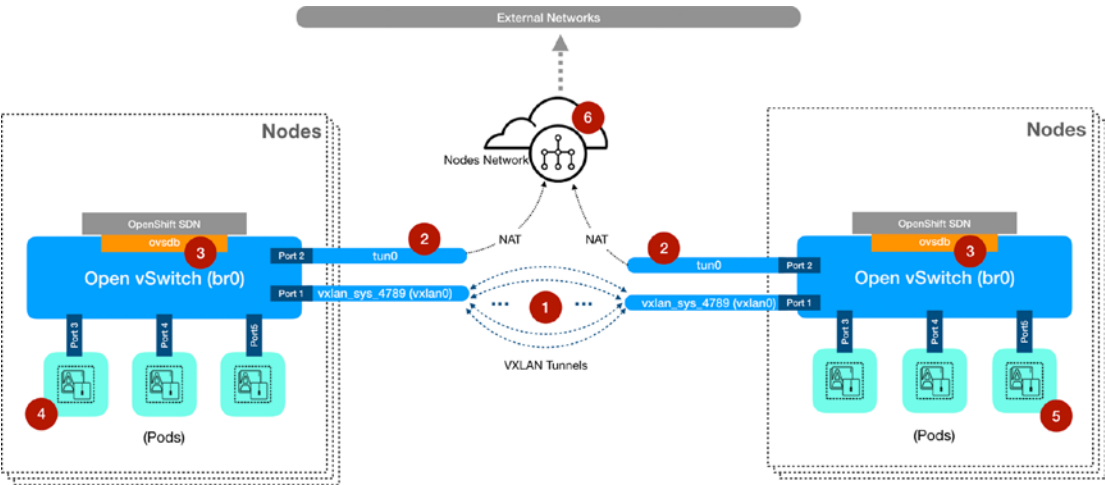 External Networks
6
Nodes Network
Nodes
Nodes
OpenShift SDN
ovsdb
3
Open vSwitch (br0)
Port 2
tun0
2
NAT
Port 1
vxlan_sys_4789 (vxlan0)
Port 3
Port 4
Port5
4
(Pods)
...
1
...
VXLAN Tunnels
NAT
2
tun0
Port 2
vxlan_sys_4789 (vxlan0)
Port 1
OpenShift SDN
ovsdb
3
Open vSwitch (br0)
Port 3
Port 4
Port5
5
(Pods)